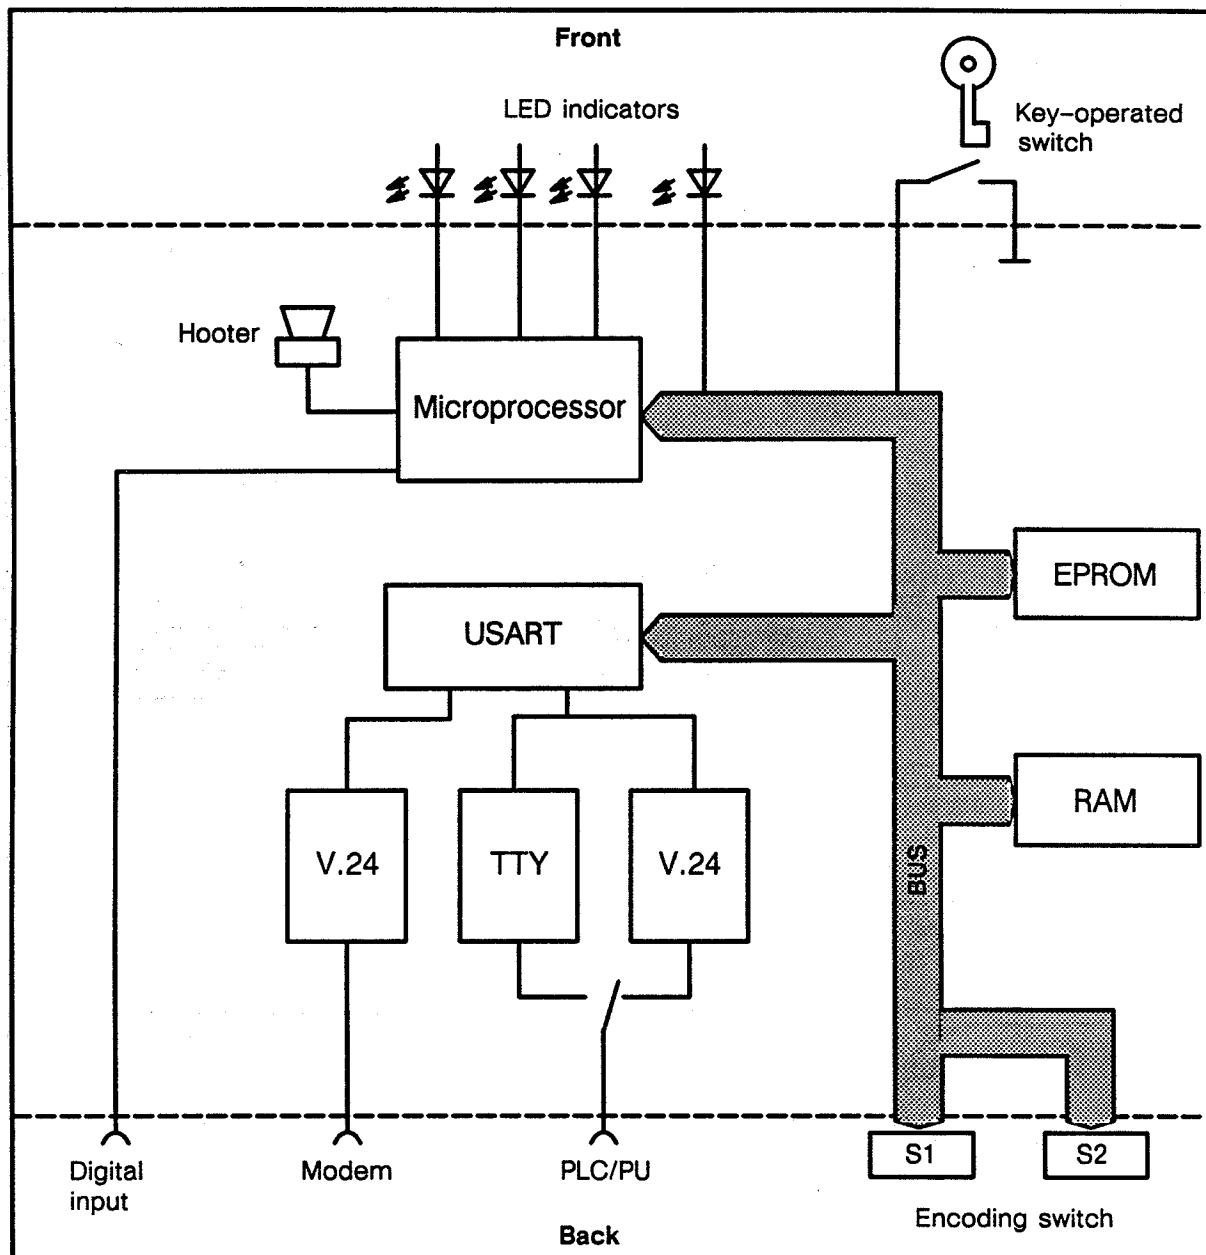 Front
LED indicators
Key-operated
switch
Hooter
Microprocessor
EPROM
USART
RAM
V.24
TTY
V.24
BUS
Digital
input
Modem
PLC/PU
S1
S2
Encoding switch
Back